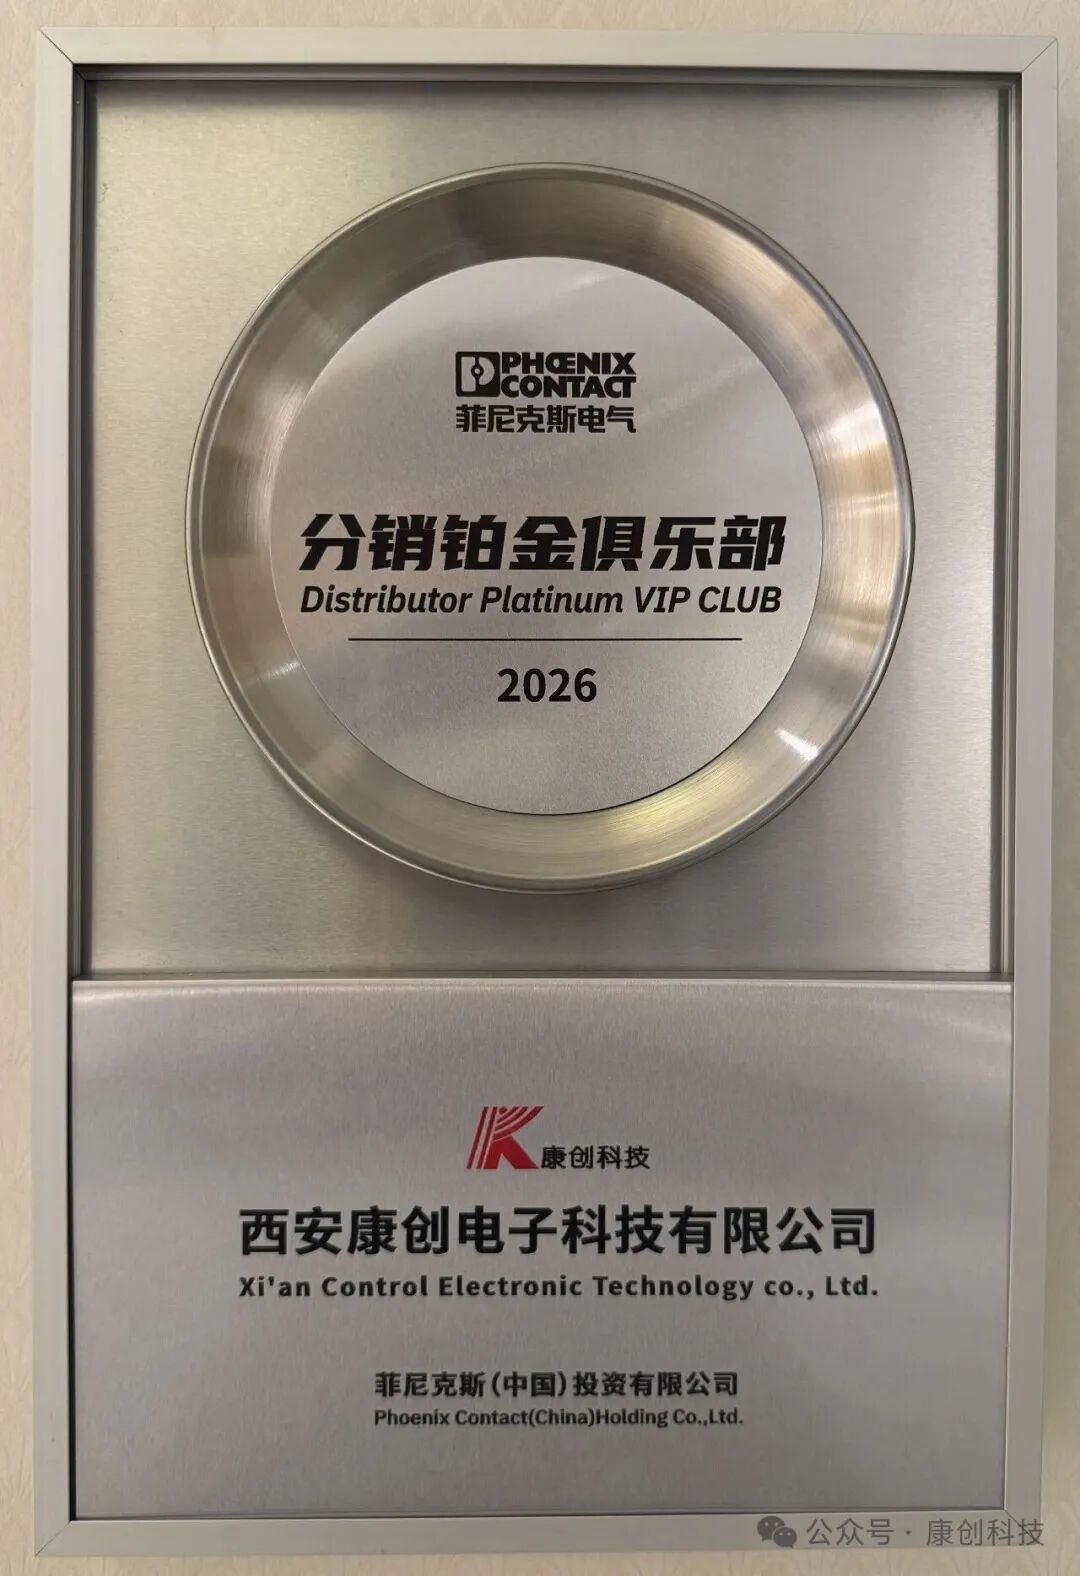 PHOENIX
CONTACT
菲尼克斯电气
分销铂金俱乐部
Distributor Platinum VIP CLUB
2026
康创科技
西安康创电子科技有限公司
Xi'an Control Electronic Technology co., Ltd.
菲尼克斯(中国)投资有限公司
Phoenix Contact(China)Holding Co.,Ltd.
公众号·康创科技